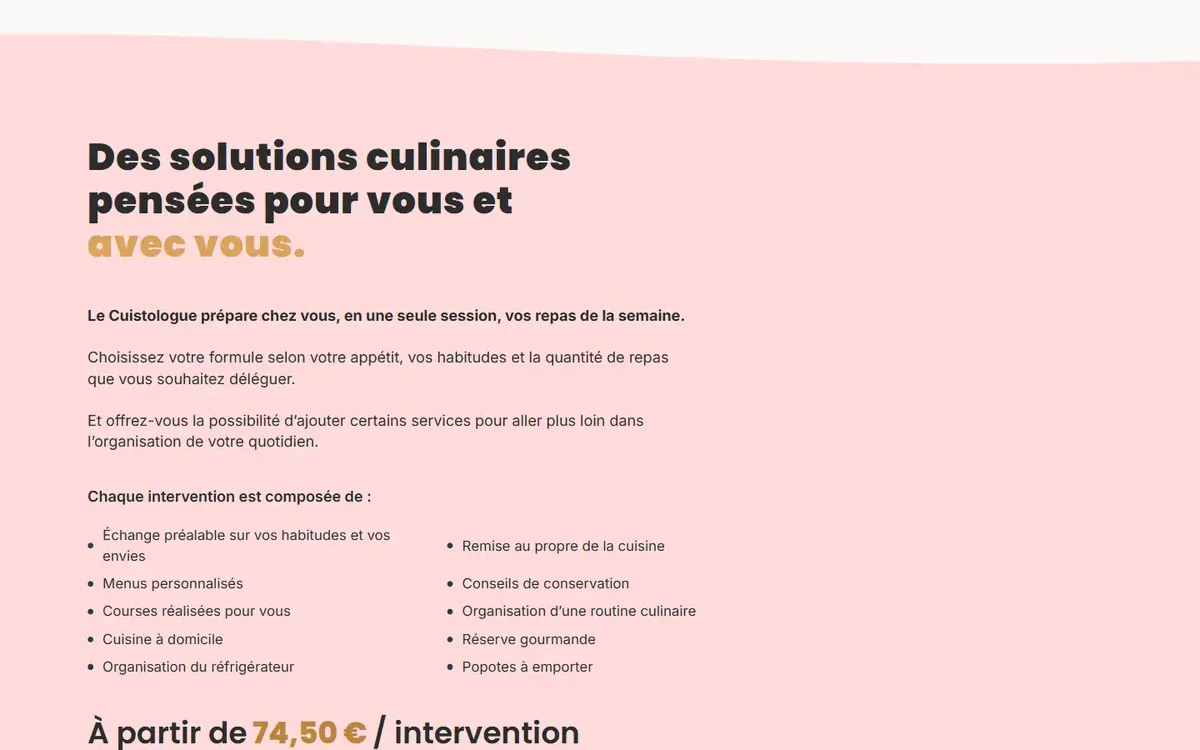 Des solutions culinaires
pensées pour vous et
avec vous.
Le Cuistologue prépare chez vous, en une seule session, vos repas de la semaine.
Choisissez votre formule selon votre appétit, vos habitudes et la quantité de repas
que vous souhaitez déléguer.
Et offrez-vous la possibilité d’ajouter certains services pour aller plus loin dans
l’organisation de votre quotidien.
Chaque intervention est composée de :
• Échange préalable sur vos habitudes et vos
envies
• Menus personnalisés
• Courses réalisées pour vous
• Cuisine à domicile
• Organisation du réfrigérateur
• Remise au propre de la cuisine
• Conseils de conservation
• Organisation d’une routine culinaire
• Réserve gourmande
• Popotes à emporter
À partir de 74,50 € / intervention